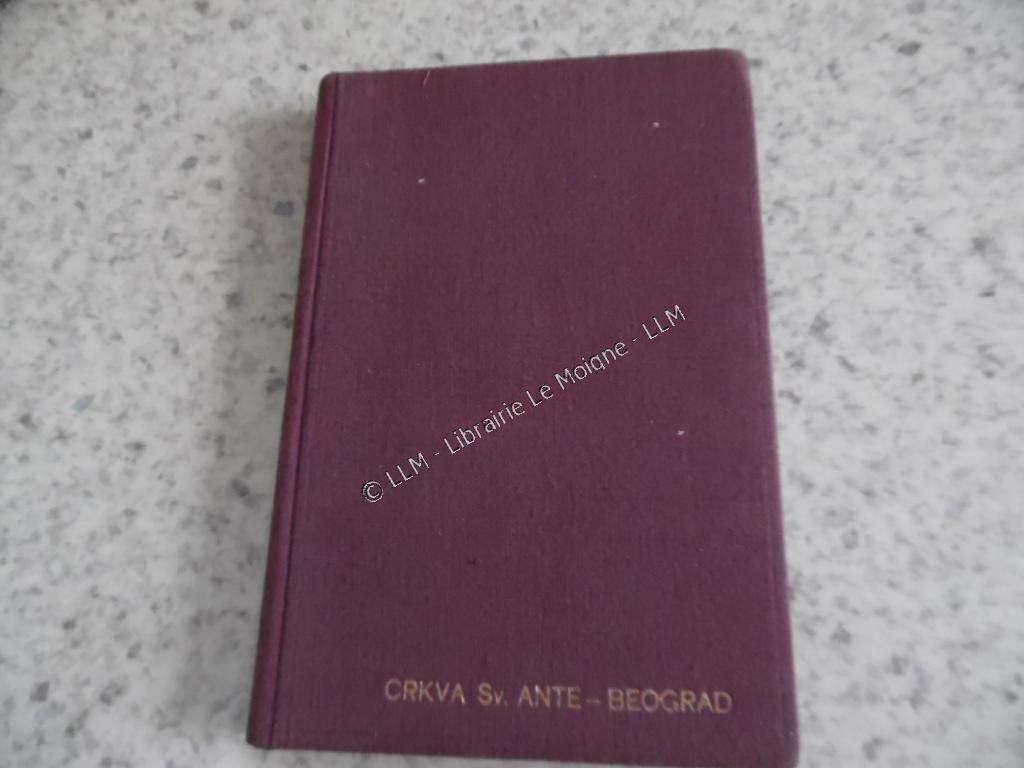 © LLM - Librairie Le Moigne - LLM
CRKVA Sv. ANTE - BEOGRAD